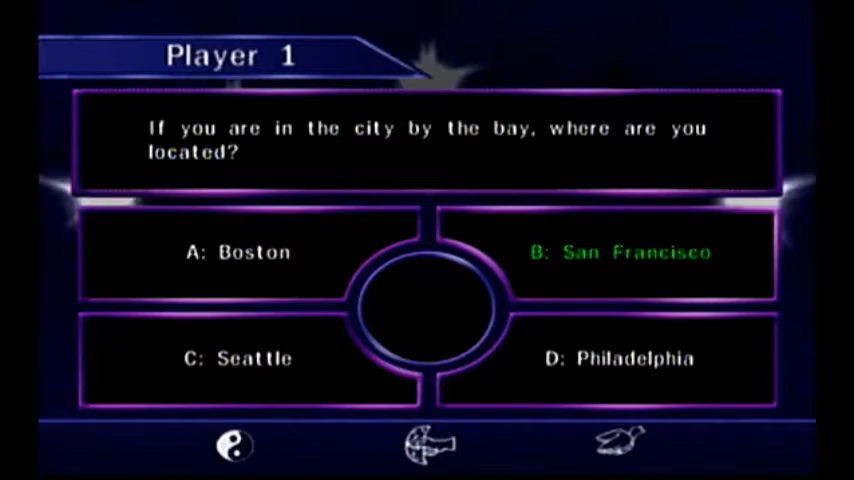 Player 1
If you are in the city by the bay, where are you
located?
A: Boston
B: San Francisco
C: Seattle
D: Philadelphia